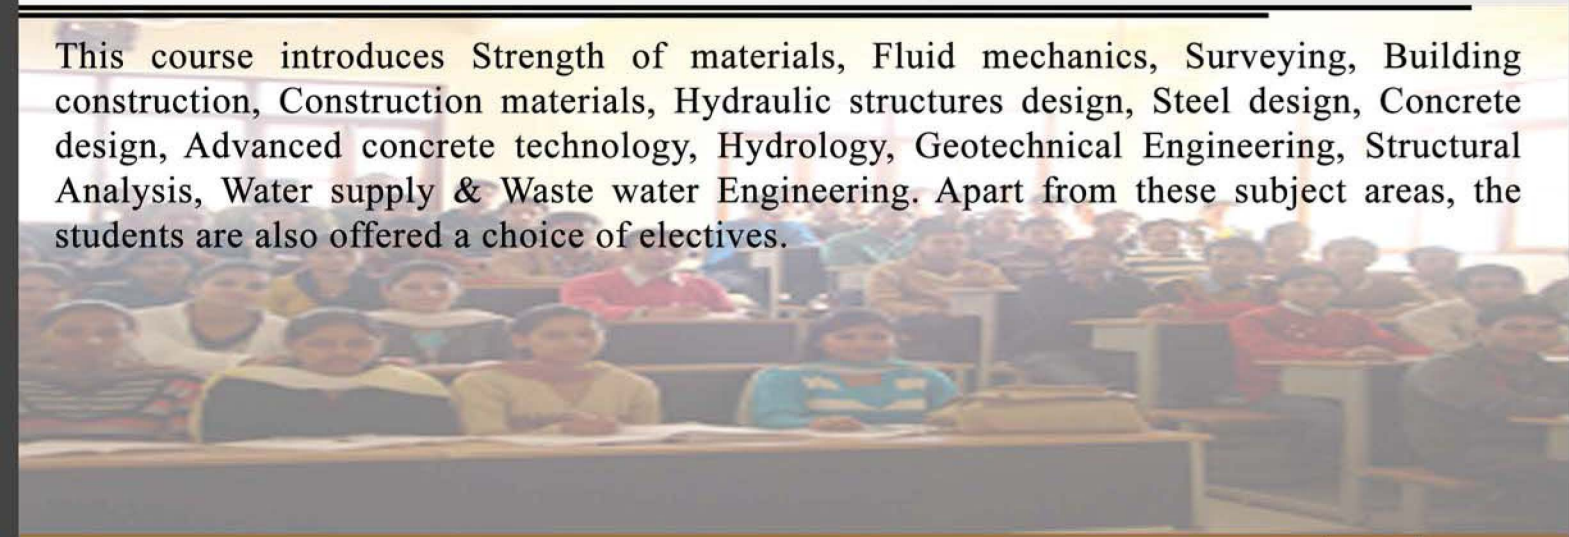 This course introduces Strength of materials, Fluid mechanics, Surveying, Building
construction, Construction materials, Hydraulic structures design, Steel design, Concrete
design, Advanced concrete technology, Hydrology, Geotechnical Engineering, Structural
Analysis, Water supply & Waste water Engineering. Apart from these subject areas, the
students are also offered a choice of electives.